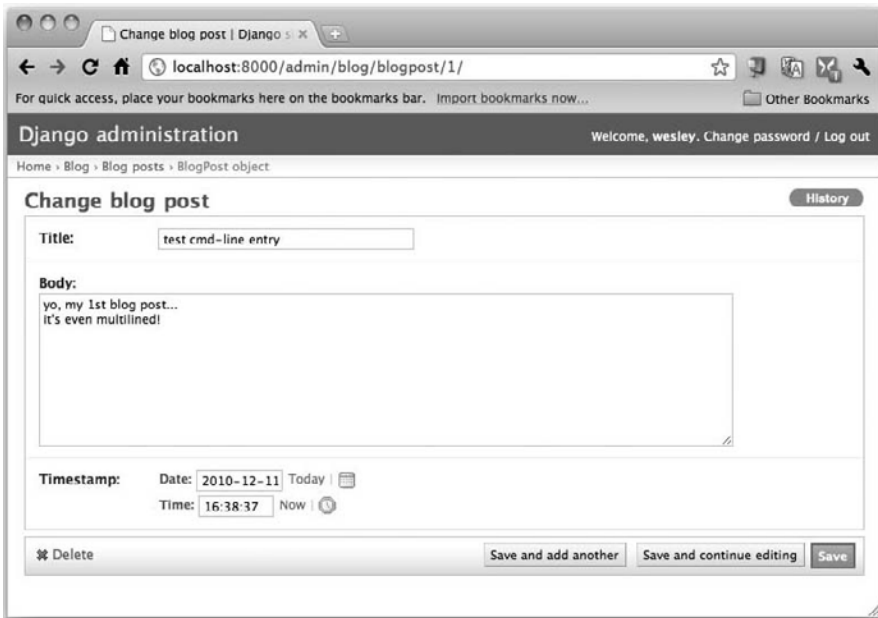 Change blog post | Django s
localhost:8000/admin/blog/blogpost/1/
For quick access, place your bookmarks here on the bookmarks bar. Import bookmarks now...
Other Bookmarks
Django administration
Welcome, wesley. Change password / Log out
Home › Blog › Blog posts › BlogPost object
Change blog post
History
Title: test cmd-line entry
Body:
yo, my 1st blog post...
it's even multilined!
Timestamp: Date: 2010-12-11 Today |
Time: 16:38:37 Now |
Delete
Save and add another Save and continue editing Save